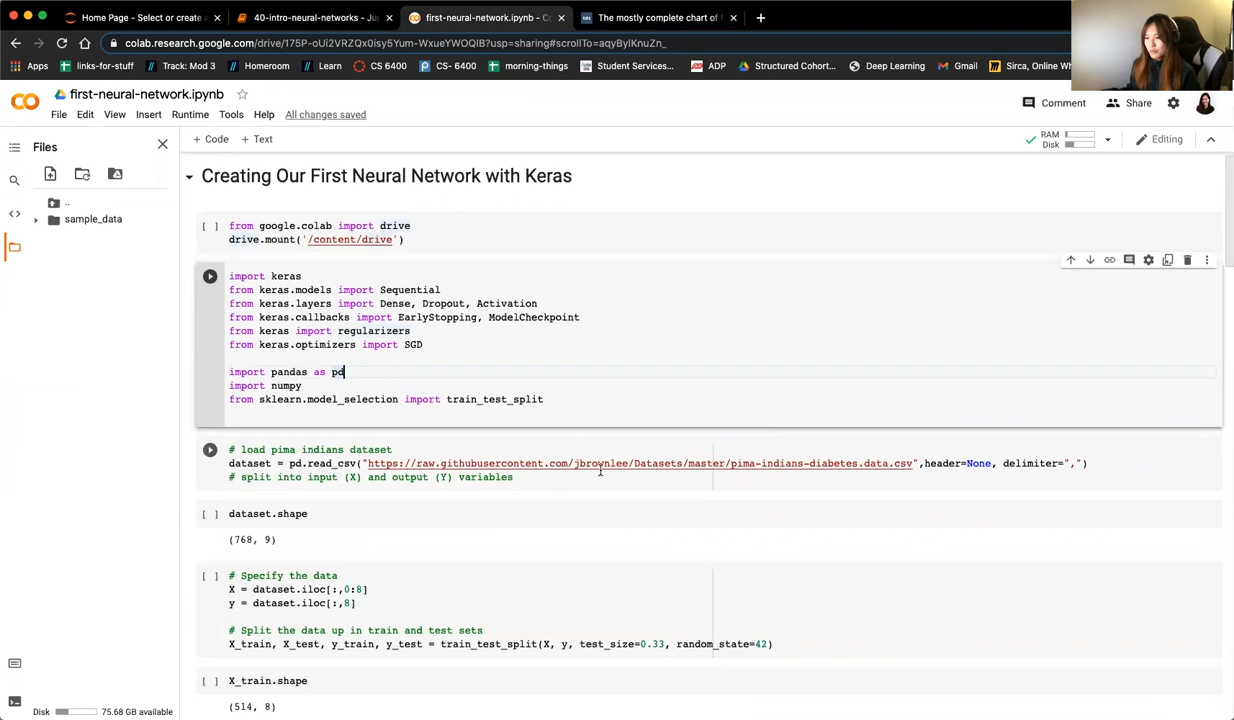 Home Page - Select or create a
40-intro-neural-networks - Ju
first-neural-network.ipynb - C
The mostly complete chart of N
colab.research.google.com/drive/175P-oUi2VRZQx0isy5Yum-WxueYWOQIB?usp=sharing#scrollTo=aqyByIKnuZn_
Apps
links-for-stuff
Track: Mod 3
Homeroom
Learn
CS 6400
CS- 6400
morning-things
Student Services...
ADP
Structured Cohort...
Deep Learning
Gmail
Sirca, Online Wh
first-neural-network.ipynb
File Edit View Insert Runtime Tools Help All changes saved
Comment
Share
Files
+ Code + Text
RAM
Disk
Editing
..
sample_data
Creating Our First Neural Network with Keras
[ ] from google.colab import drive
drive.mount('/content/drive')
import keras
from keras.models import Sequential
from keras.layers import Dense, Dropout, Activation
from keras.callbacks import EarlyStopping, ModelCheckpoint
from keras import regularizers
from keras.optimizers import SGD
import pandas as pd
import numpy
from sklearn.model_selection import train_test_split
# load pima indians dataset
dataset = pd.read_csv("https://raw.githubusercontent.com/jbrownlee/Datasets/master/pima-indians-diabetes.data.csv",header=None, delimiter=",")
# split into input (X) and output (Y) variables
[ ] dataset.shape
(768, 9)
[ ] # Specify the data
X = dataset.iloc[:,0:8]
y = dataset.iloc[:,8]
# Split the data up in train and test sets
X_train, X_test, y_train, y_test = train_test_split(X, y, test_size=0.33, random_state=42)
[ ] X_train.shape
(514, 8)
Disk 75.68 GB available